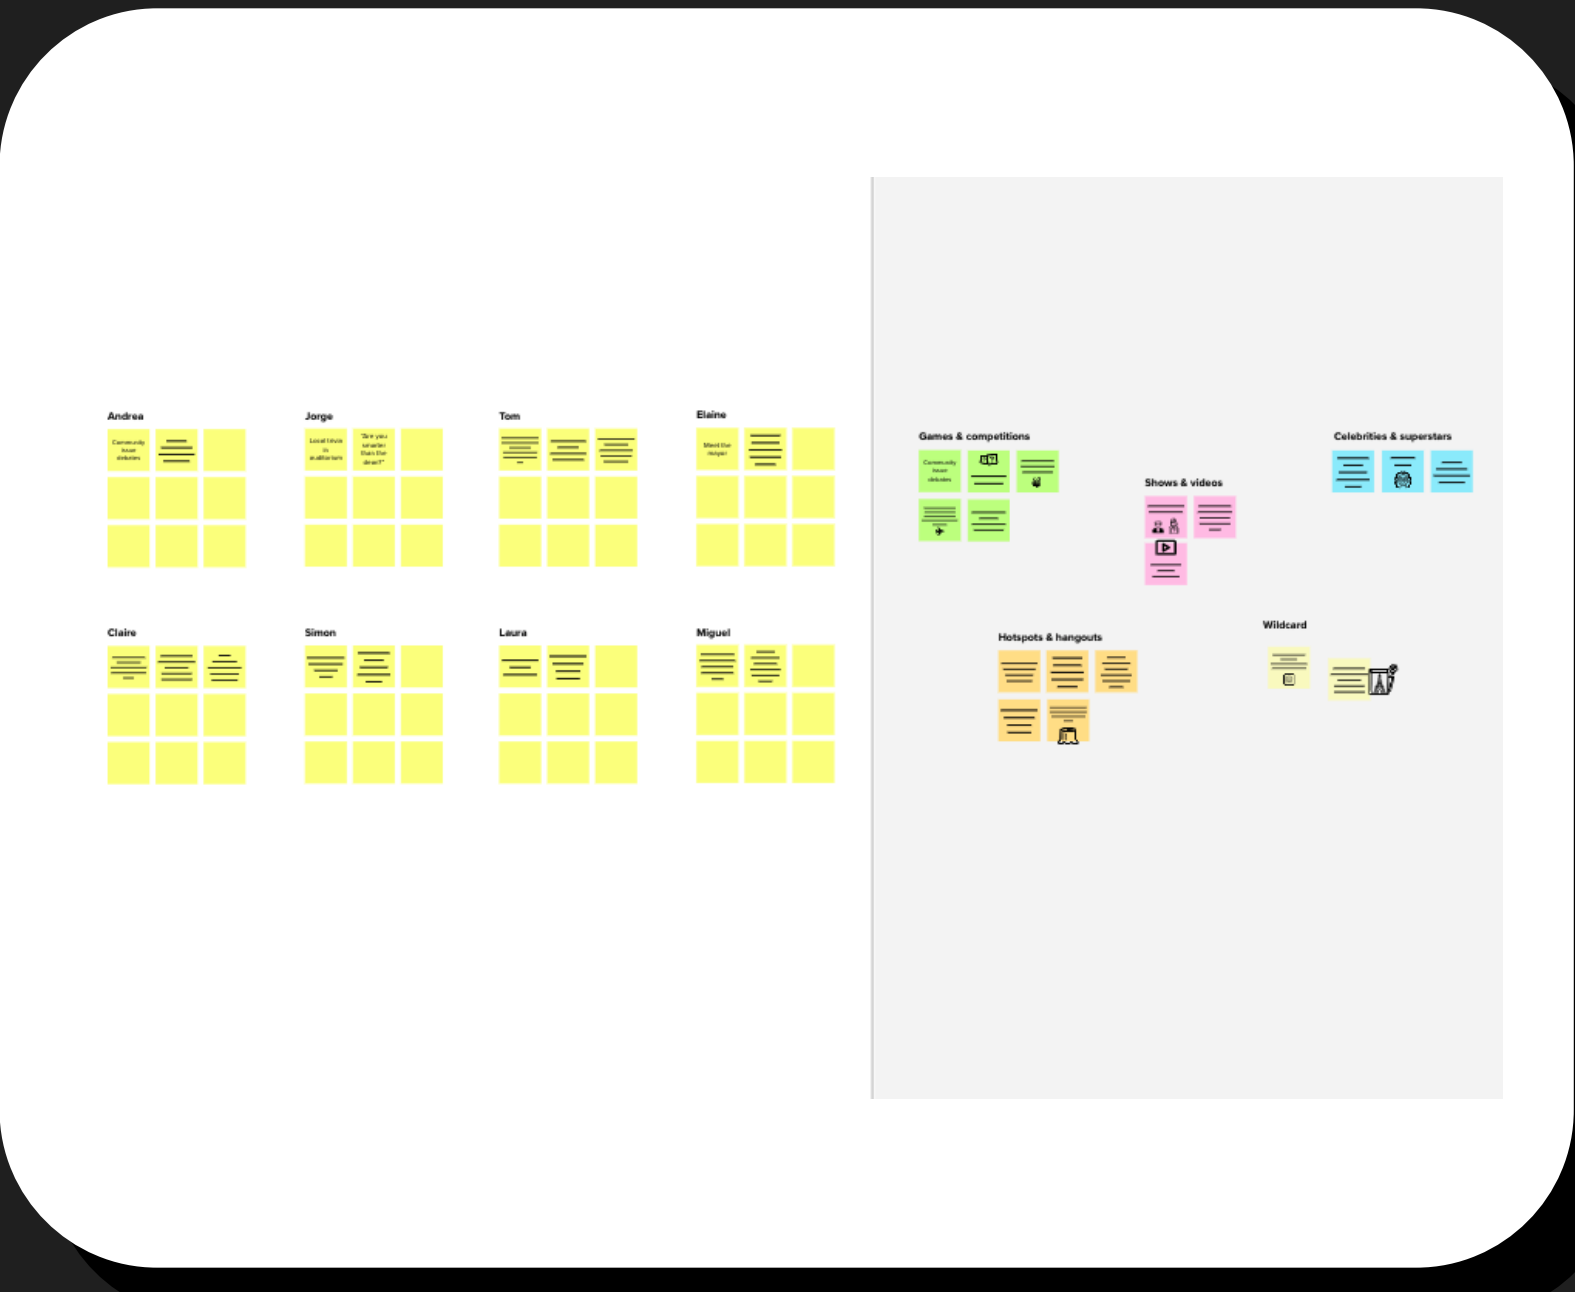 Andrea
Jorge
Tom
Elaine
Community
issue
debates
Local trivia
in
auditorium
"Are you
smarter
than the
dean?"
Meet the
mayor
Claire
Simon
Laura
Miguel
Games & competitions
Community
issue
debates
Shows & videos
Celebrities & superstars
Hotspots & hangouts
Wildcard